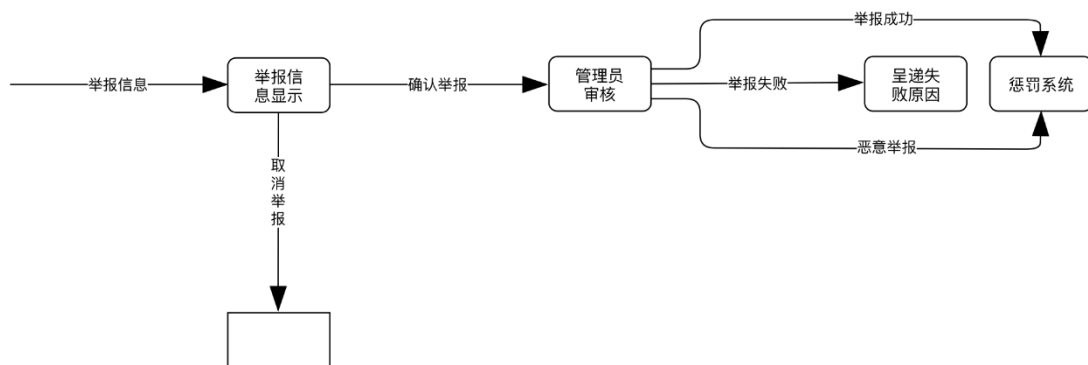 举报成功
举报信息
举报信
息显示
确认举报
管理员
审核
举报失败
呈递失
败原因
惩罚系统
恶意举报
取
消
举
报